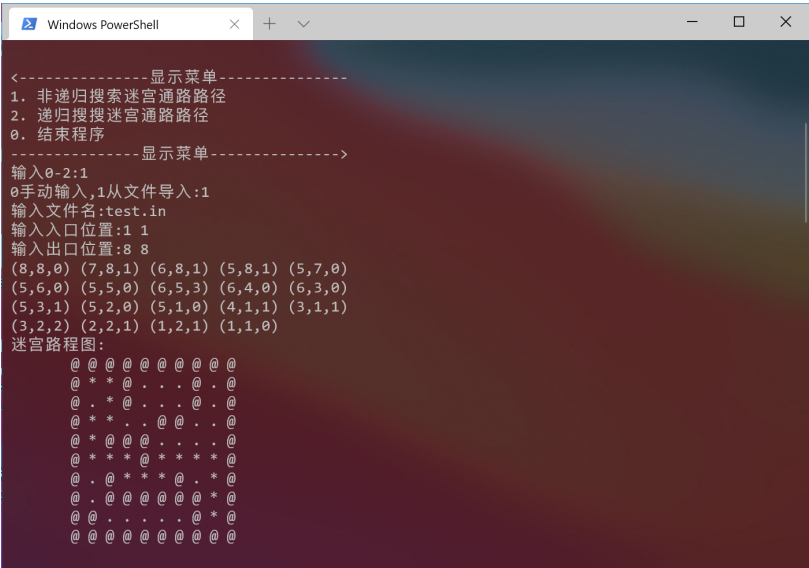 Windows PowerShell
<---------------显示菜单---------------
1. 非递归搜索迷宫通路路径
2. 递归搜搜迷宫通路路径
0. 结束程序
---------------显示菜单--------------->
输入0-2:1
0手动输入,1从文件导入:1
输入文件名:test.in
输入入口位置:1 1
输入出口位置:8 8
(8,8,0) (7,8,1) (6,8,1) (5,8,1) (5,7,0)
(5,6,0) (5,5,0) (6,5,3) (6,4,0) (6,3,0)
(5,3,1) (5,2,0) (5,1,0) (4,1,1) (3,1,1)
(3,2,2) (2,2,1) (1,2,1) (1,1,0)
迷宫路程图:
@ @ @ @ @ @ @ @ @ @
@ * * @ . . . @ . @
@ . * @ . . . @ . @
@ * * . . @ @ . . @
@ * @ @ @ . . . . @
@ * * * @ * * * * @
@ . @ * * * @ . * @
@ . @ @ @ @ @ @ * @
@ @ . . . . . @ * @
@ @ @ @ @ @ @ @ @ @